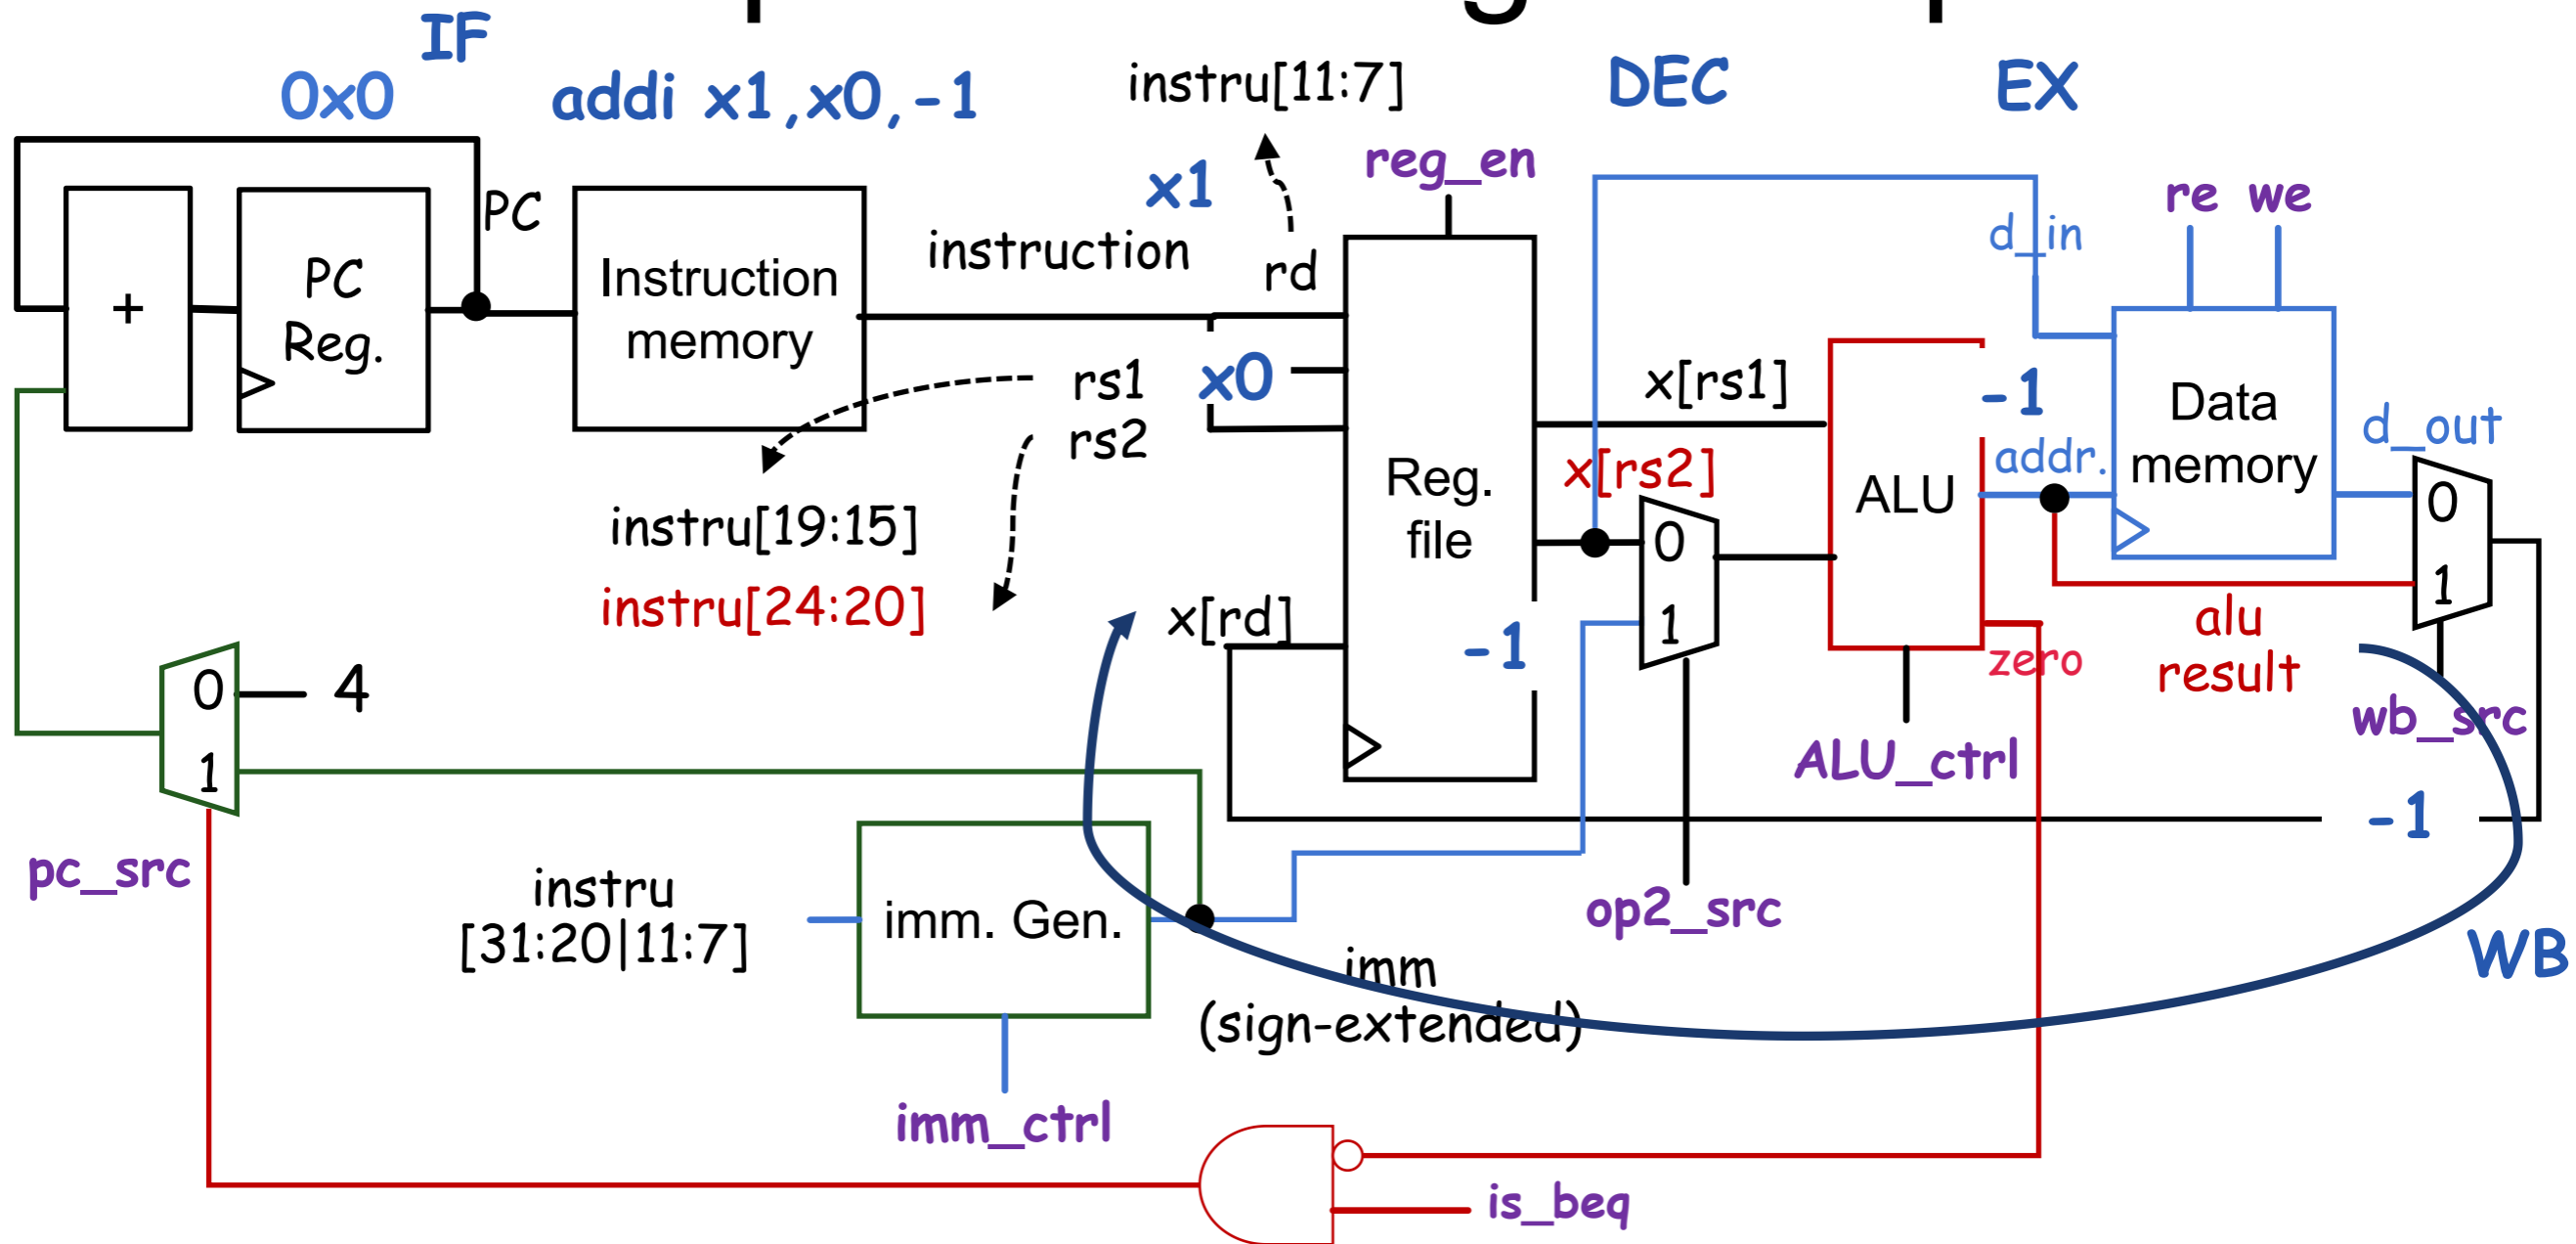 IF
DEC
EX
0x0
addi x1,x0,-1
instru[11:7]
x1
reg_en
re we
PC
instruction
rd
d_in
+
PC
Reg.
Instruction
memory
rs1
x0
rs2
x[rs1]
-1
Data
memory
d_out
Reg.
file
x[rs2]
ALU
addr.
0
1
0
1
instru[19:15]
instru[24:20]
x[rd]
-1
zero
alu
result
0
1
4
wb_src
ALU_ctrl
-1
pc_src
instru
[31:20|11:7]
imm. Gen.
op2_src
WB
imm
(sign-extended)
imm_ctrl
is_beq